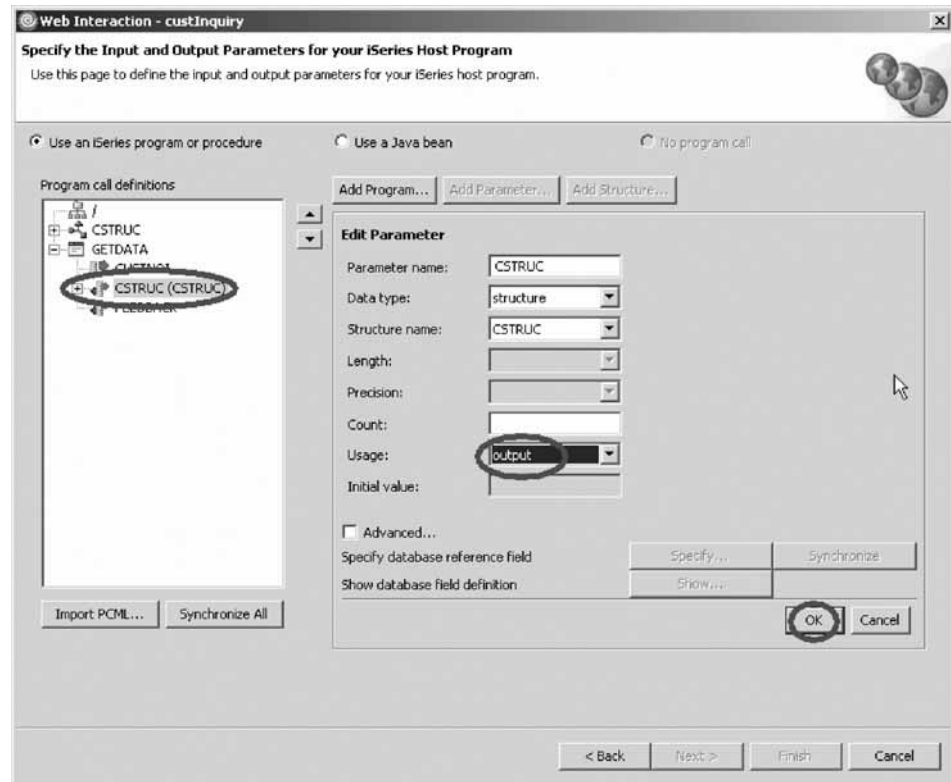 Web Interaction - custInquiry
Specify the Input and Output Parameters for your iSeries Host Program
Use this page to define the input and output parameters for your iSeries host program.
Use an iSeries program or procedure
Use a Java bean
No program call
Program call definitions
/
CSTRUC
GETDATA
CSTRUC (CSTRUC)
FEEDBACK
Import PCML...
Synchronize All
Add Program...
Add Parameter...
Add Structure...
Edit Parameter
Parameter name: CSTRUC
Data type: structure
Structure name: CSTRUC
Length:
Precision:
Count:
Usage: output
Initial value:
Advanced...
Specify database reference field Specify... Synchronize
Show database field definition Show...
OK Cancel
< Back Next > Finish Cancel